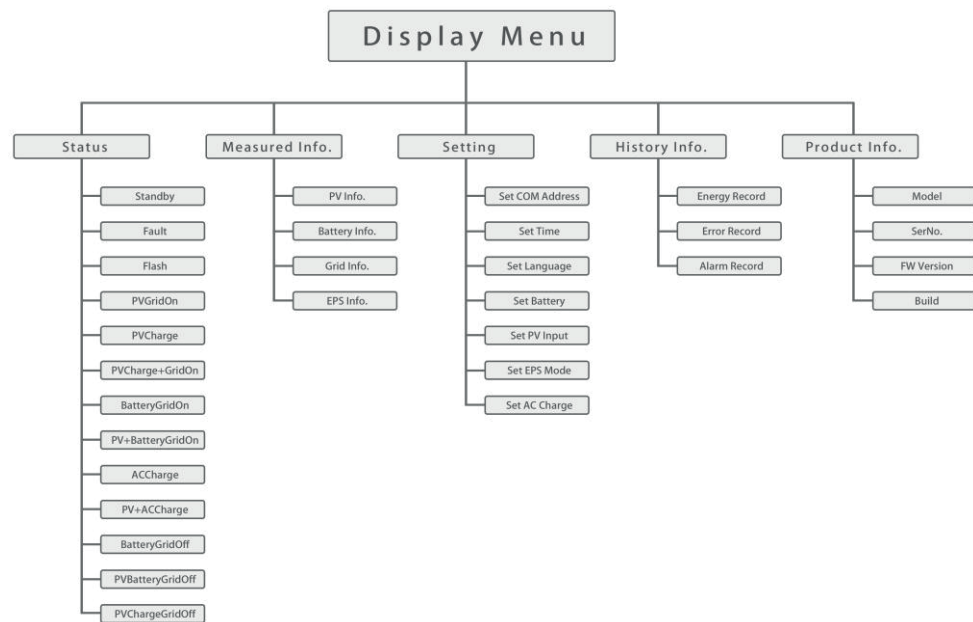 Display Menu
Status
Measured Info.
Setting
History Info.
Product Info.
Standby
Fault
Flash
PVGridOn
PVCharge
PVCharge+GridOn
BatteryGridOn
PV+BatteryGridOn
ACCharge
PV+ACCharge
BatteryGridOff
PVBatteryGridOff
PVChargeGridOff
PV Info.
Battery Info.
Grid Info.
EPS Info.
Set COM Address
Set Time
Set Language
Set Battery
Set PV Input
Set EPS Mode
Set AC Charge
Energy Record
Error Record
Alarm Record
Model
SerNo.
FW Version
Build